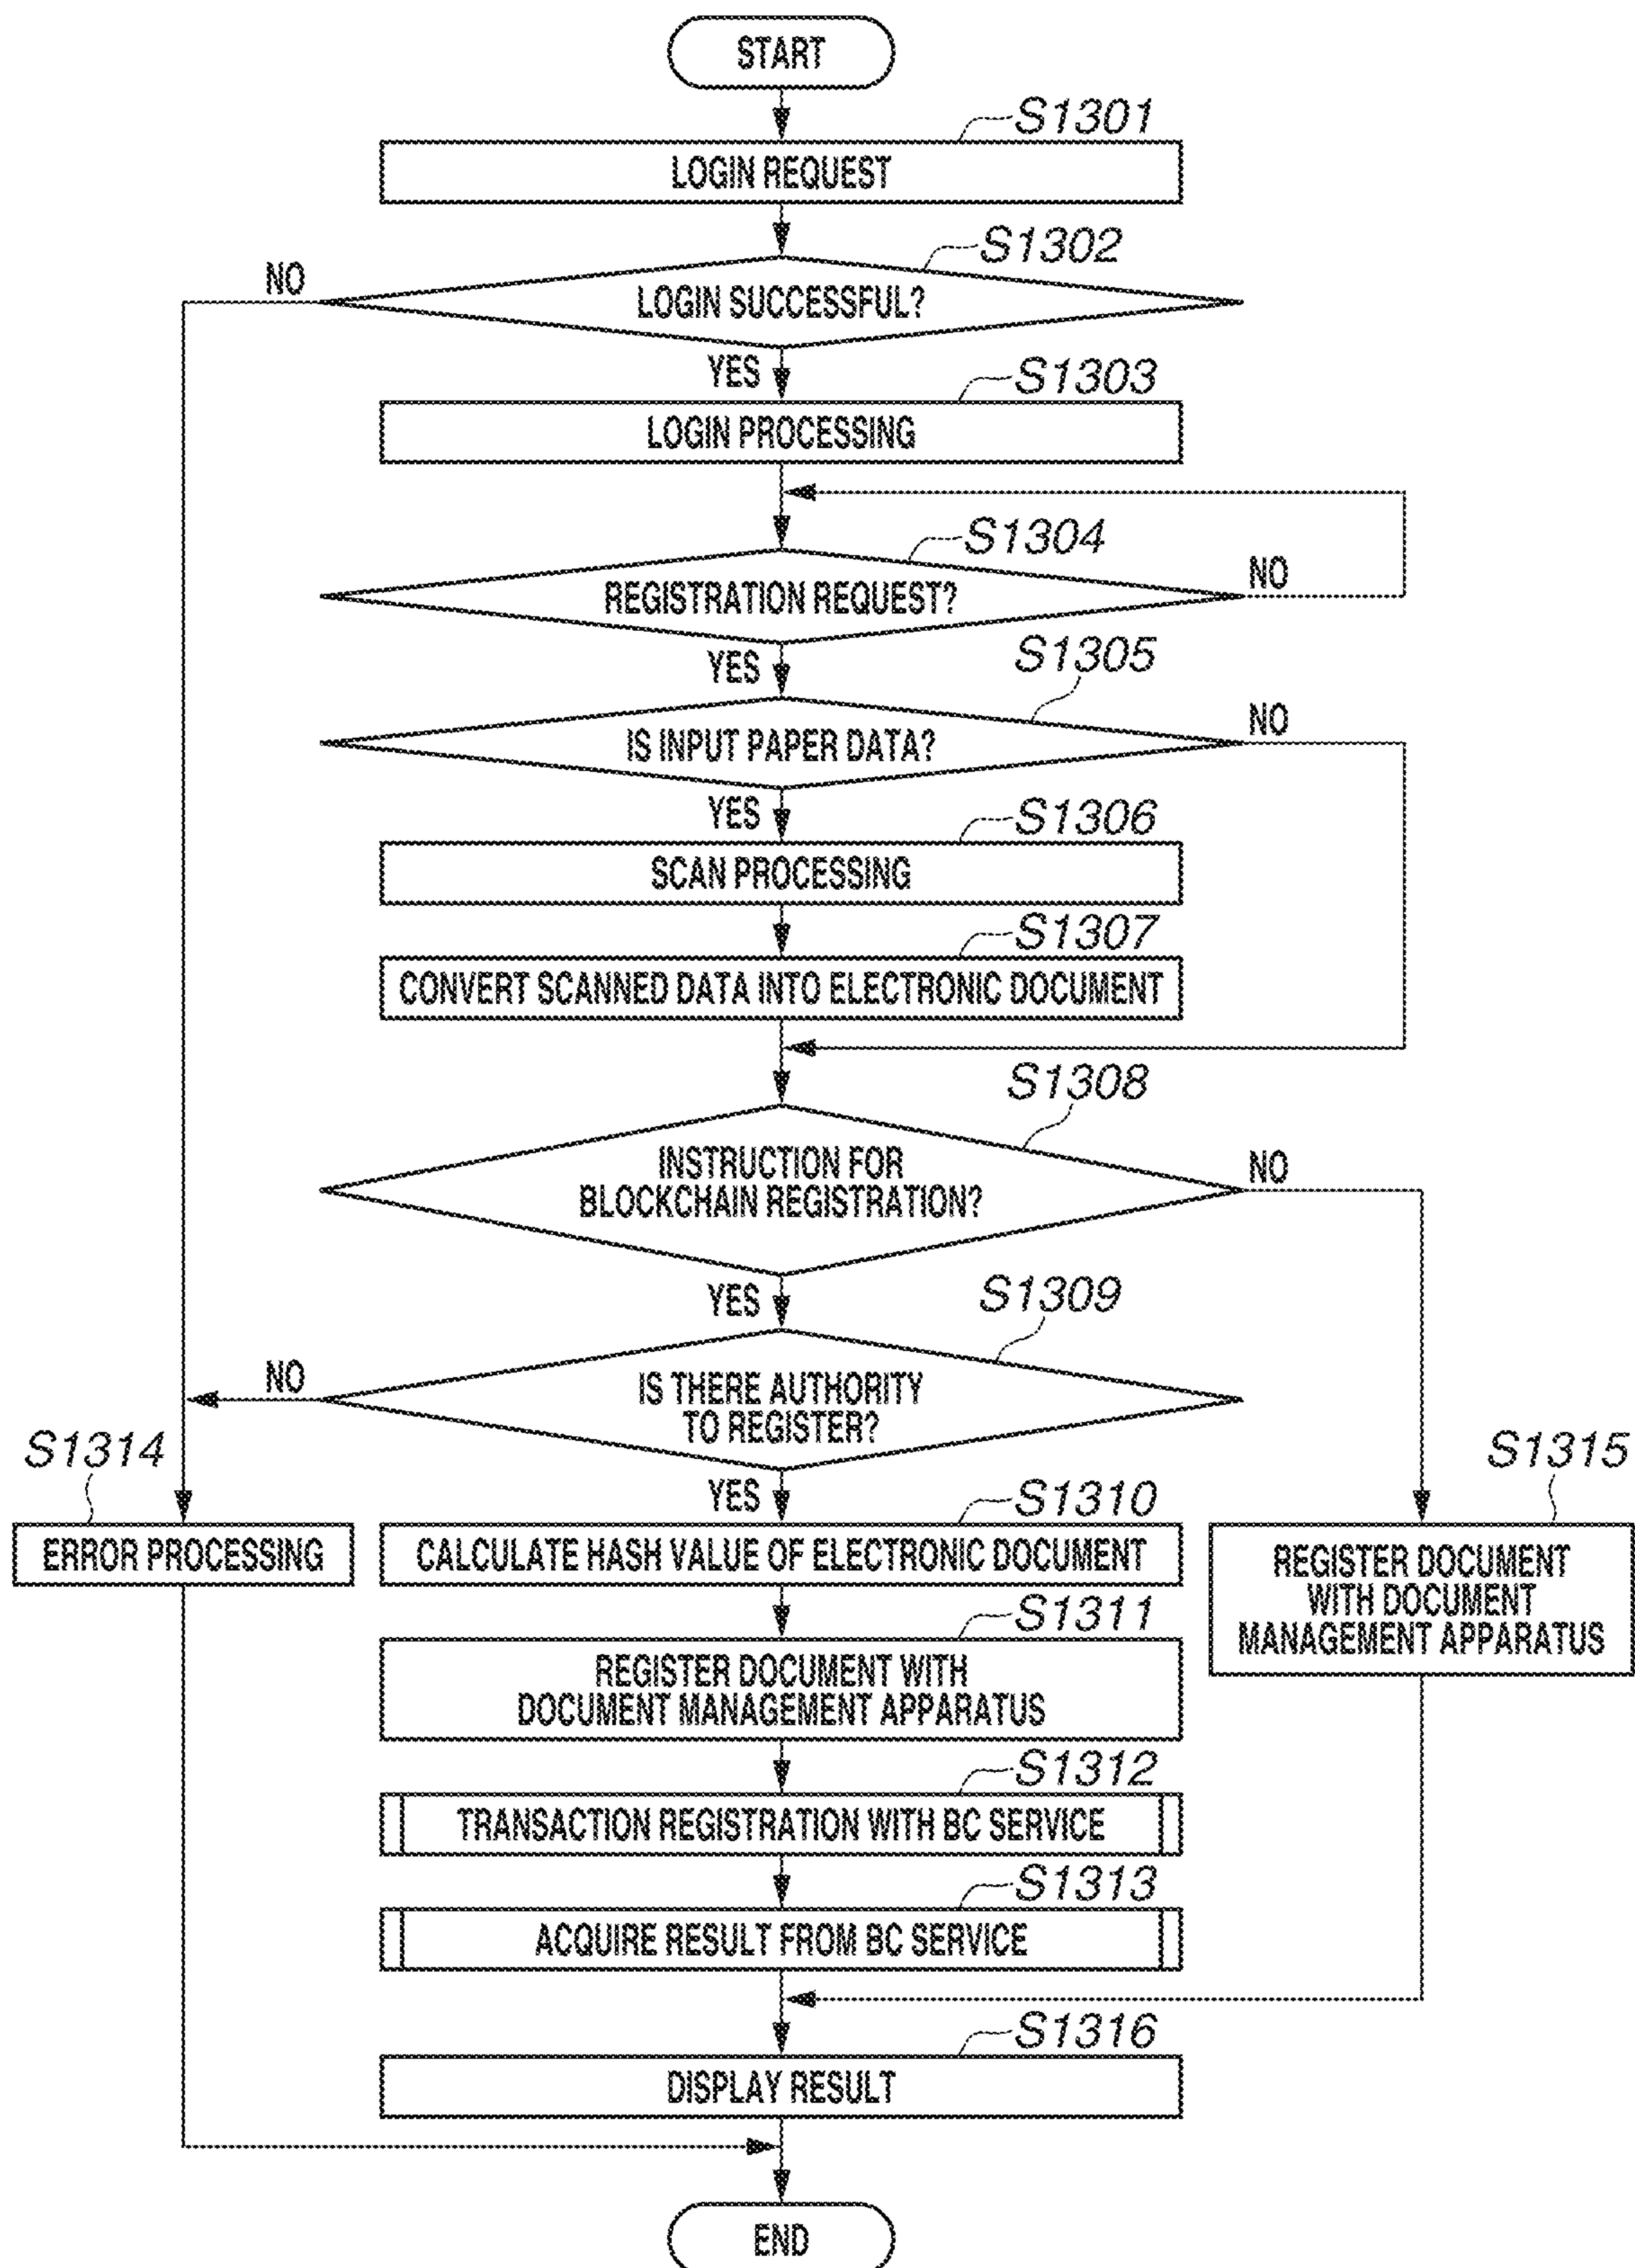 START
S1301
LOGIN REQUEST
S1302
NO
LOGIN SUCCESSFUL?
YES
S1303
LOGIN PROCESSING
S1304
REGISTRATION REQUEST?
NO
YES
S1305
IS INPUT PAPER DATA?
NO
YES
S1306
SCAN PROCESSING
S1307
CONVERT SCANNED DATA INTO ELECTRONIC DOCUMENT
S1308
INSTRUCTION FOR
BLOCKCHAIN REGISTRATION?
NO
YES
S1309
NO
IS THERE AUTHORITY
TO REGISTER?
YES
S1314
ERROR PROCESSING
S1310
CALCULATE HASH VALUE OF ELECTRONIC DOCUMENT
S1315
REGISTER DOCUMENT
WITH DOCUMENT
MANAGEMENT APPARATUS
S1311
REGISTER DOCUMENT WITH
DOCUMENT MANAGEMENT APPARATUS
S1312
TRANSACTION REGISTRATION WITH BC SERVICE
S1313
ACQUIRE RESULT FROM BC SERVICE
S1316
DISPLAY RESULT
END